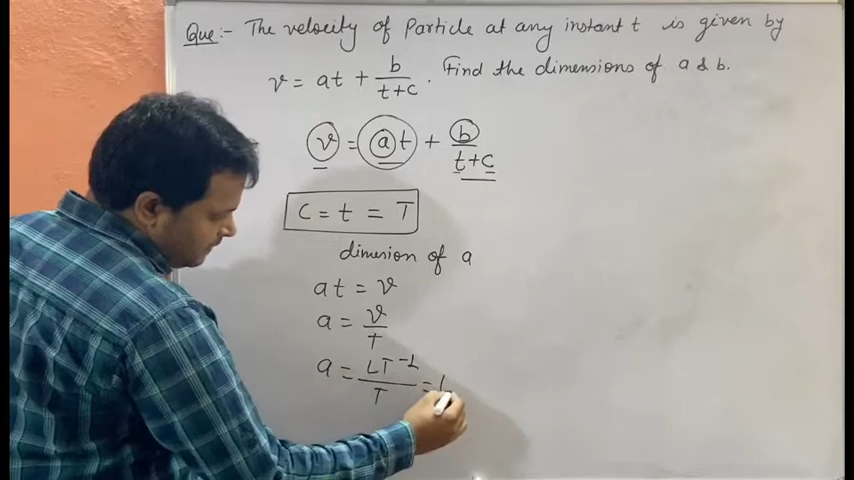 Que:- The velocity of Particle at any instant t is given by
v = at + b/(t+c). Find the dimensions of a & b.
v = at + b/(t+c)
C = t = T
dimension of a
at = v
a = v/t
a = LT⁻¹/T = L